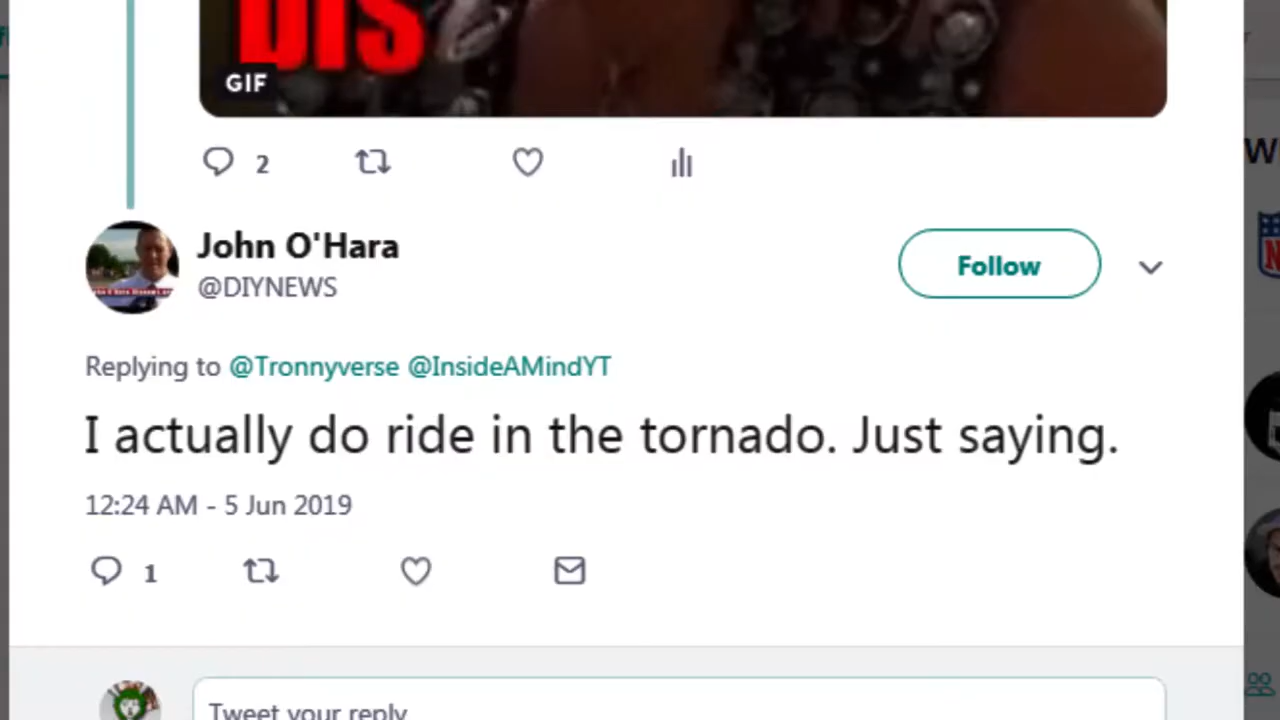 DIS
GIF
2
John O'Hara
@DIYNEWS
Follow
Replying to @Tronnyverse @InsideAMindYT
I actually do ride in the tornado. Just saying.
12:24 AM - 5 Jun 2019
1
Tweet your reply
W